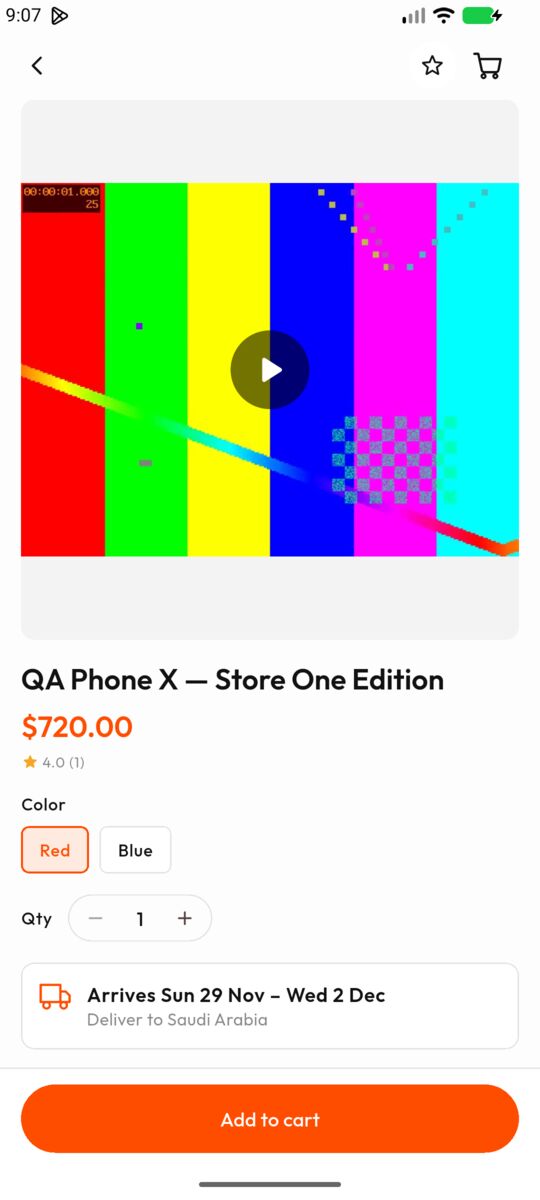 9:07
00:00:01.000
25
QA Phone X — Store One Edition
$720.00
4.0 (1)
Color
Red
Blue
Qty
1
Arrives Sun 29 Nov – Wed 2 Dec
Deliver to Saudi Arabia
Add to cart